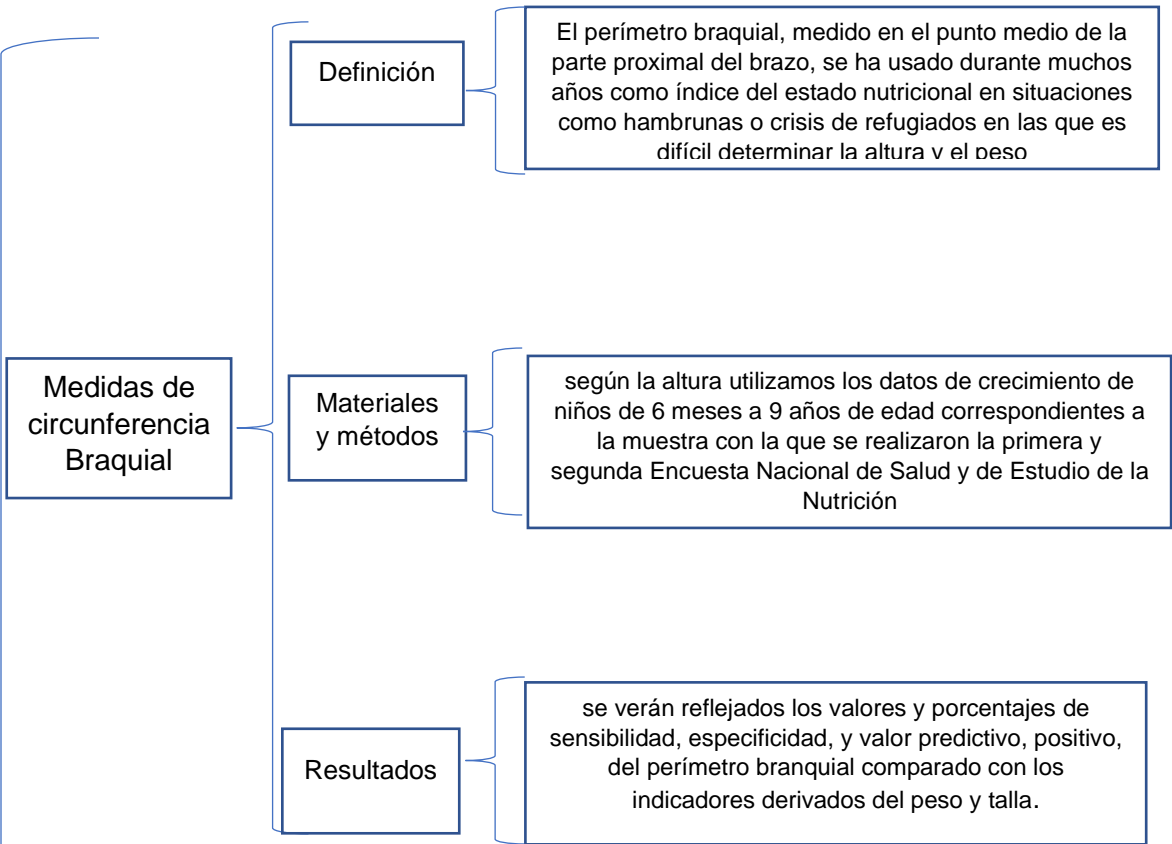 Medidas de
circunferencia
Braquial
Definición
El perímetro braquial, medido en el punto medio de la
parte proximal del brazo, se ha usado durante muchos
años como índice del estado nutricional en situaciones
como hambrunas o crisis de refugiados en las que es
difícil determinar la altura y el peso
Materiales
y métodos
según la altura utilizamos los datos de crecimiento de
niños de 6 meses a 9 años de edad correspondientes a
la muestra con la que se realizaron la primera y
segunda Encuesta Nacional de Salud y de Estudio de la
Nutrición
Resultados
se verán reflejados los valores y porcentajes de
sensibilidad, especificidad, y valor predictivo, positivo,
del perímetro branquial comparado con los
indicadores derivados del peso y talla.